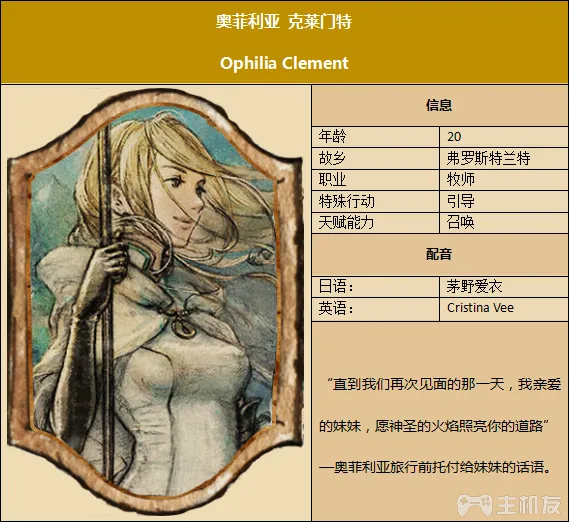 奥菲利亚 克莱门特
Ophilia Clement
信息
年龄 20
故乡 弗罗斯特兰特
职业 牧师
特殊行动 引导
天赋能力 召唤
配音
日语： 茅野爱衣
英语： Cristina Vee
“直到我们再次见面的那一天，我亲爱
的妹妹，愿神圣的火焰照亮你的道路”
—奥菲利亚旅行前托付给妹妹的话语。
主机友